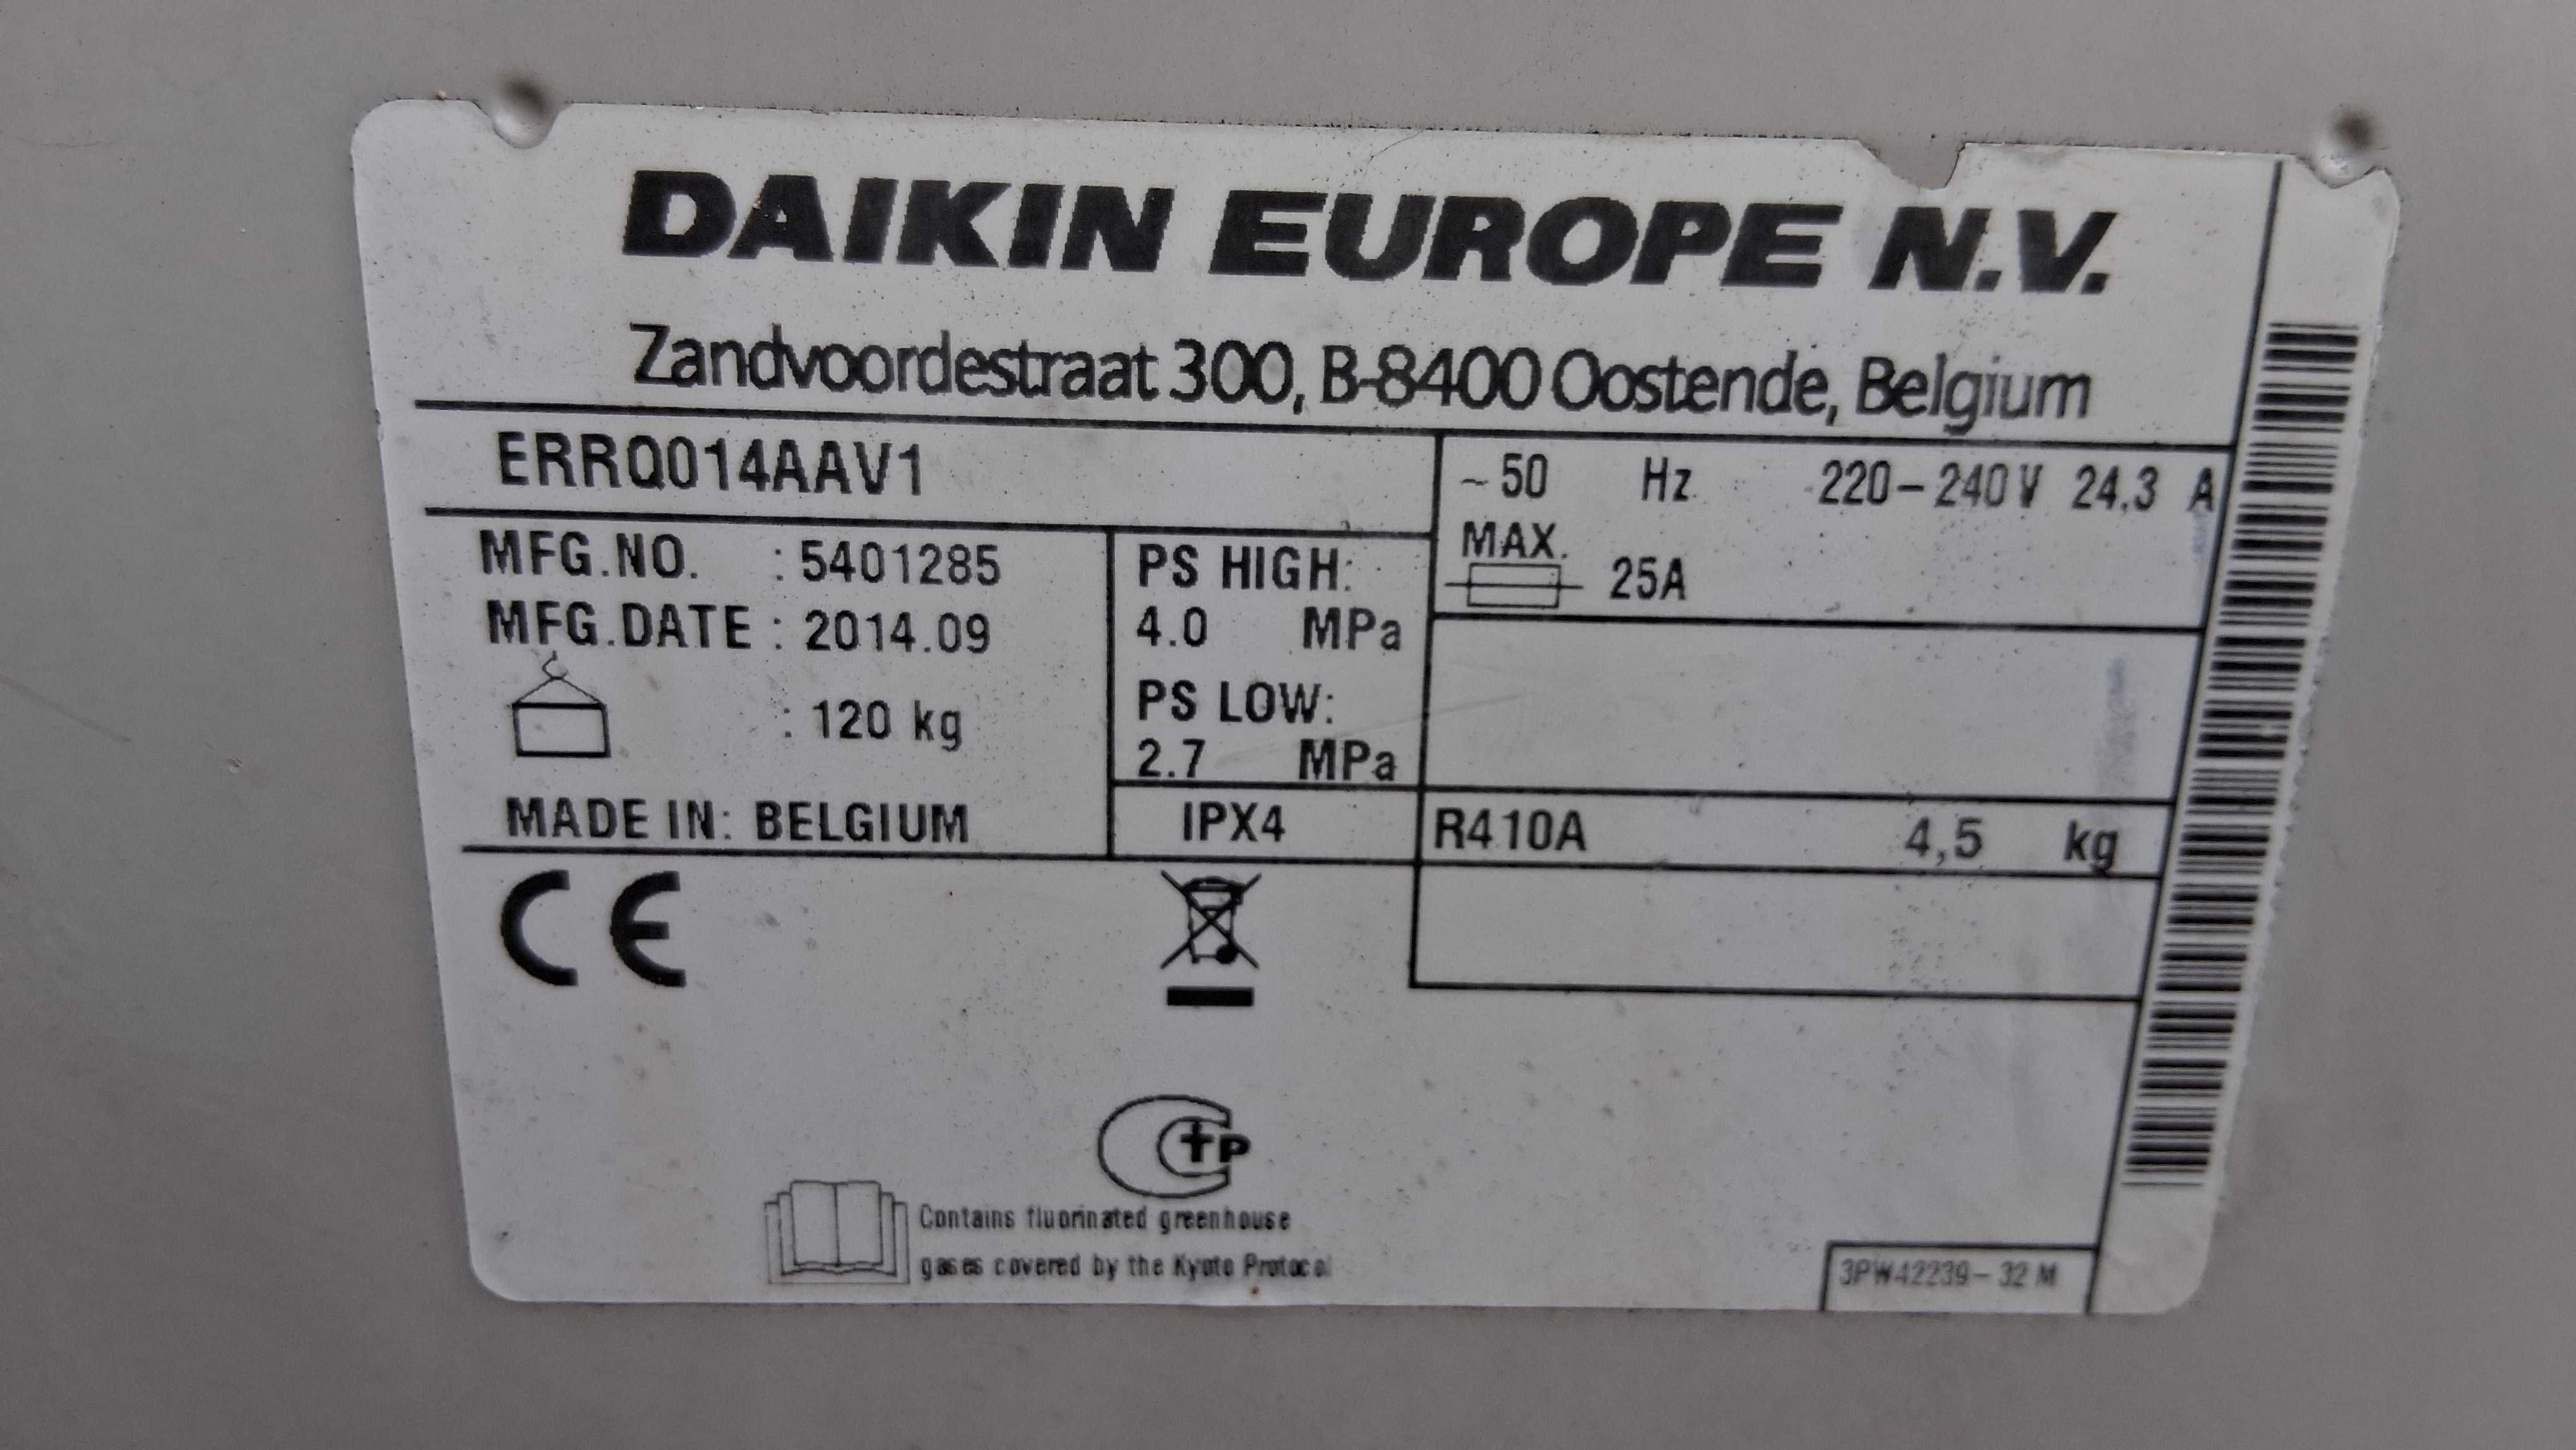 DAIKIN EUROPE N.V.
Zandvoordestraat 300, B-8400 Oostende, Belgium
ERRQ014AAV1
~50 Hz 220-240V 24.3 A
MAX. 25A
MFG.NO. : 5401285
MFG.DATE : 2014.09
: 120 kg
MADE IN: BELGIUM
PS HIGH:
4.0 MPa
PS LOW:
2.7 MPa
IPX4
R410A 4,5 kg
CE
CTP
Contains fluorinated greenhouse
gases covered by the Kyoto Protocol
3PW42239-32 M